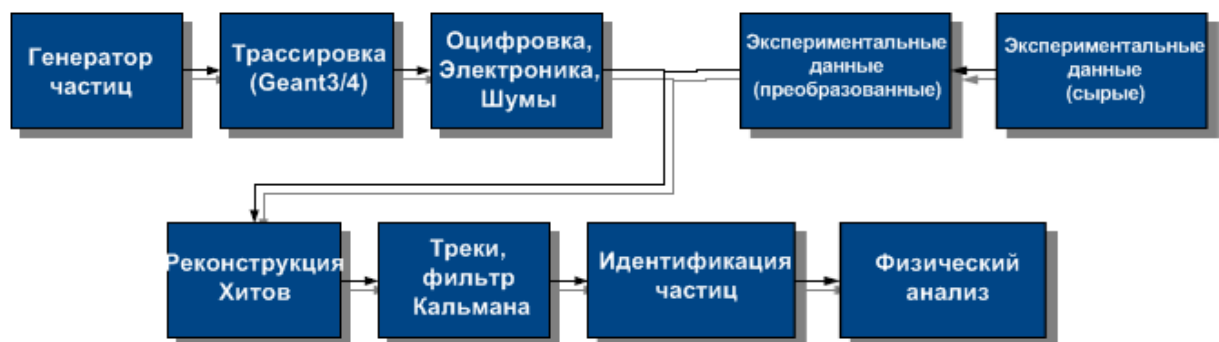 Генератор
частиц
Трассировка
(Geant3/4)
Оцифровка,
Электроника,
Шумы
Экспериментальные
данные
(преобразованные)
Экспериментальные
данные
(сырые)
Реконструкция
Хитов
Треки,
фильтр
Кальмана
Идентификация
частиц
Физический
анализ